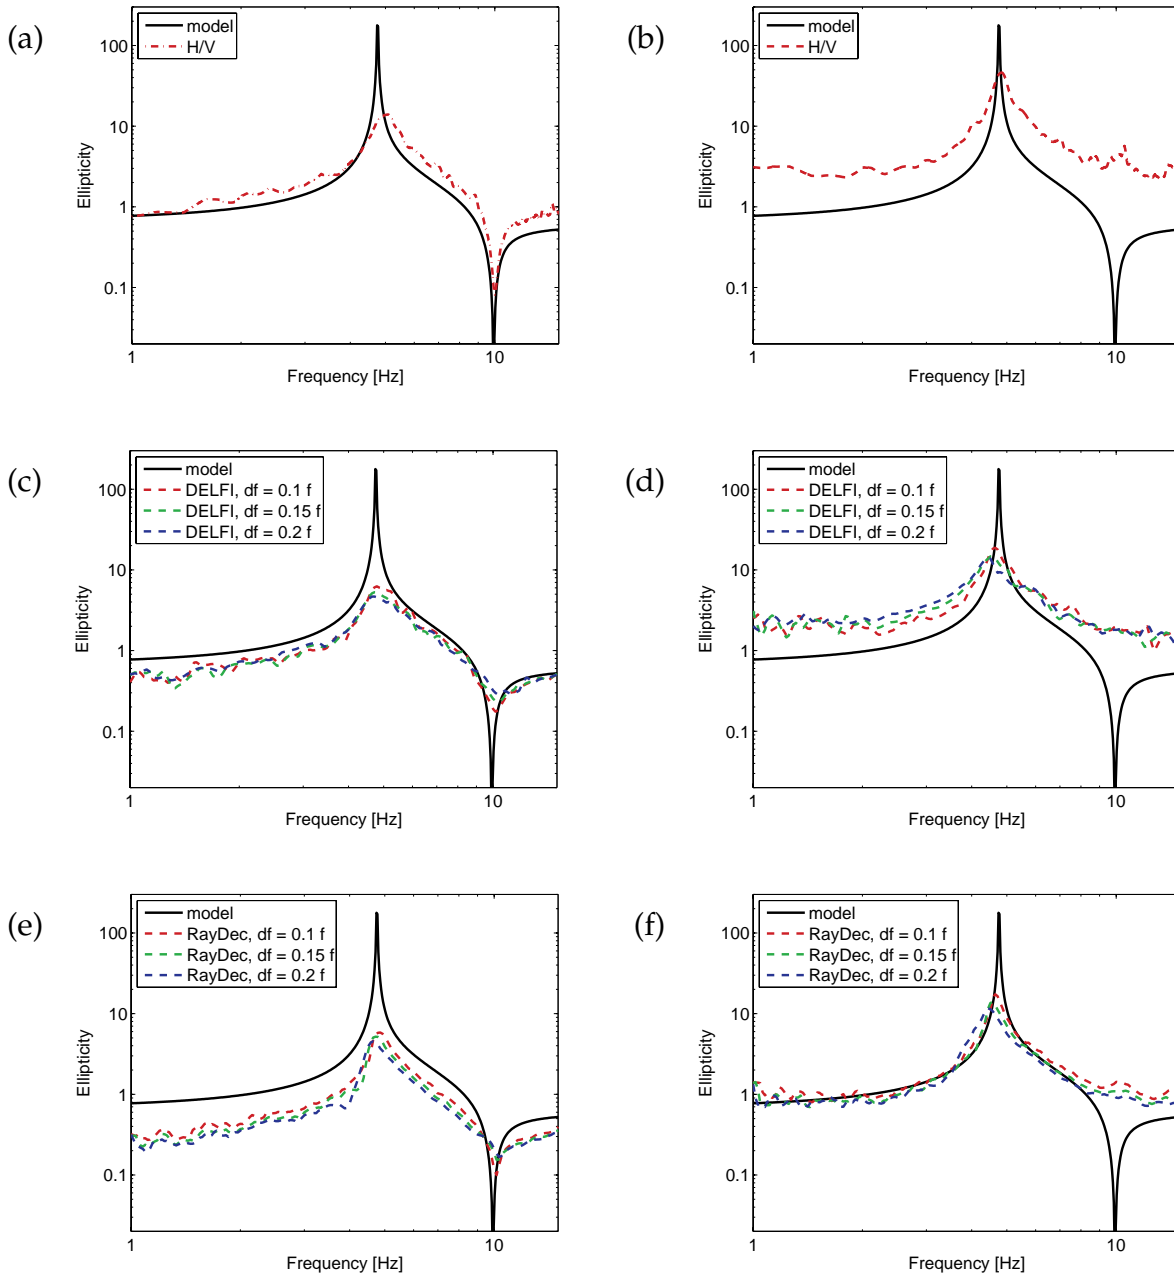 (a)
model
H/V
100
10
1
0.1
Ellipticity
1
10
Frequency [Hz]
(b)
model
H/V
100
10
1
0.1
Ellipticity
1
10
Frequency [Hz]
(c)
model
DELFI, df = 0.1 f
DELFI, df = 0.15 f
DELFI, df = 0.2 f
100
10
1
0.1
Ellipticity
1
10
Frequency [Hz]
(d)
model
DELFI, df = 0.1 f
DELFI, df = 0.15 f
DELFI, df = 0.2 f
100
10
1
0.1
Ellipticity
1
10
Frequency [Hz]
(e)
model
RayDec, df = 0.1 f
RayDec, df = 0.15 f
RayDec, df = 0.2 f
100
10
1
0.1
Ellipticity
1
10
Frequency [Hz]
(f)
model
RayDec, df = 0.1 f
RayDec, df = 0.15 f
RayDec, df = 0.2 f
100
10
1
0.1
Ellipticity
1
10
Frequency [Hz]